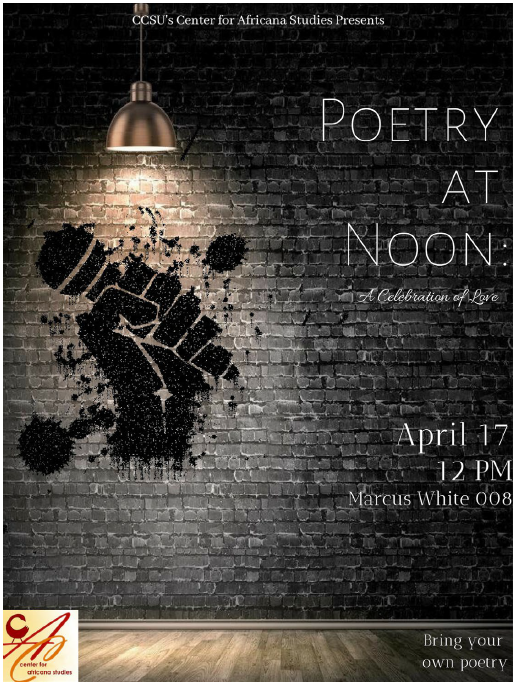 CCSU's Center for Africana Studies Presents
POETRY
AT
NOON:
A Celebration of Love
April 17
12 PM
Marcus White 008
Bring your
own poetry
CAS
center for
africana studies